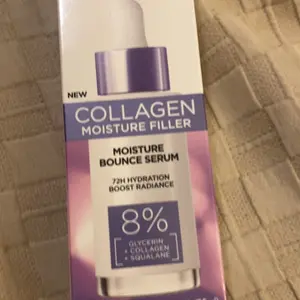 NEW
COLLAGEN
MOISTURE FILLER
MOISTURE
BOUNCE SERUM
72H HYDRATION
BOOST RADIANCE
8%
GLYCERIN
+ COLLAGEN
+ SQUALANE